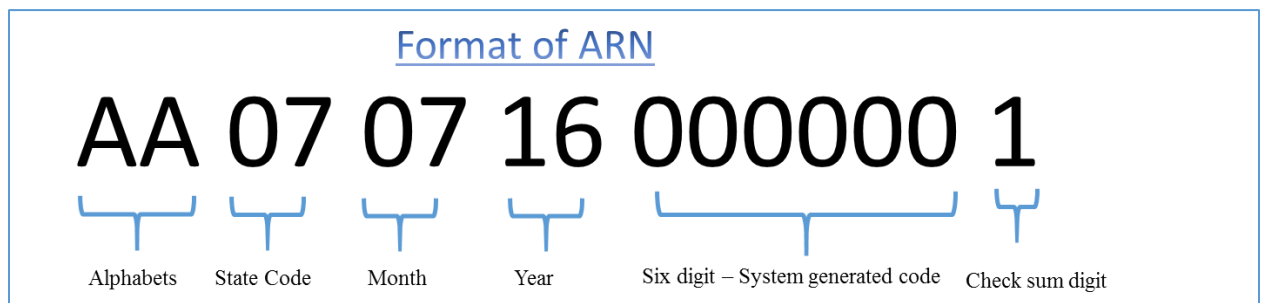 Format of ARN
AA 07 07 16 000000 1
Alphabets State Code Month Year Six digit – System generated code Check sum digit